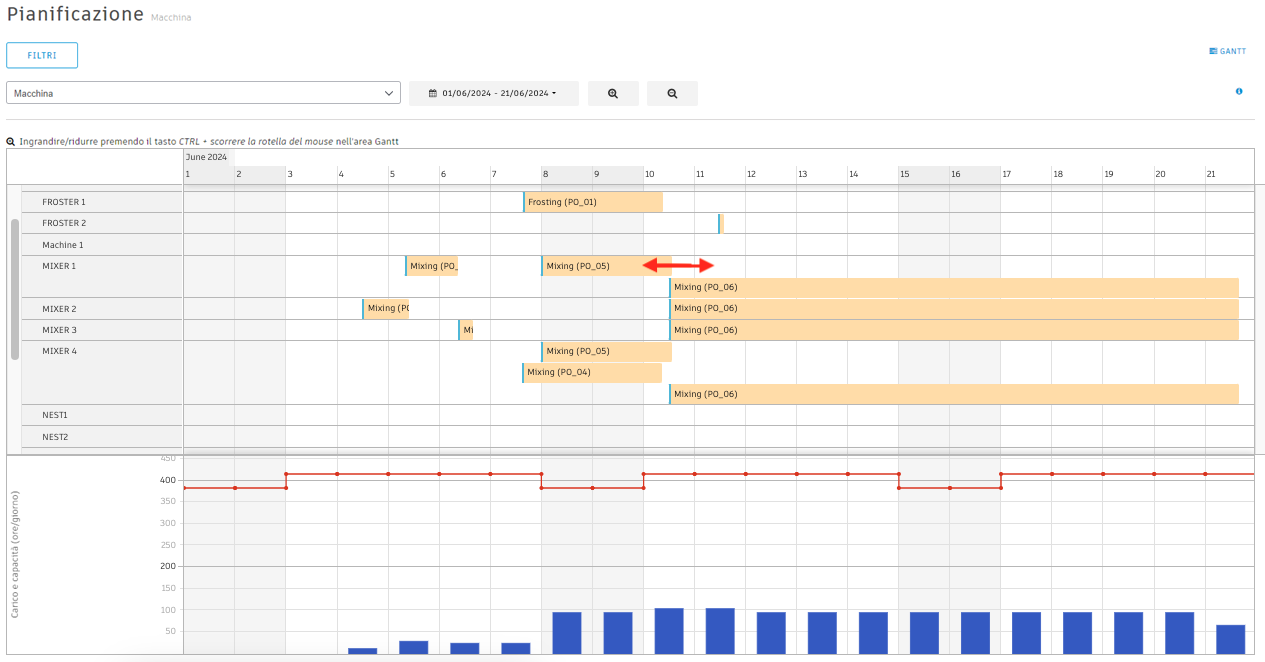 Pianificazione Macchina
FILTRI
GANTT
Macchina
01/06/2024 - 21/06/2024
Ingrandire/ridurre premendo il tasto CTRL + scorrere la rotella del mouse nell'area Gantt
June 2024
1 2 3 4 5 6 7 8 9 10 11 12 13 14 15 16 17 18 19 20 21
FROSTER 1 Frosting (PO_01)
FROSTER 2
Machine 1
MIXER 1 Mixing (PO_ Mixing (PO_05)
Mixing (PO_06)
MIXER 2 Mixing (P Mixing (PO_06)
MIXER 3 Mi Mixing (PO_06)
MIXER 4 Mixing (PO_05)
Mixing (PO_04)
Mixing (PO_06)
NEST1
NEST2
Carico e capacità (ore/giorno)
450
400
350
300
250
200
150
100
50